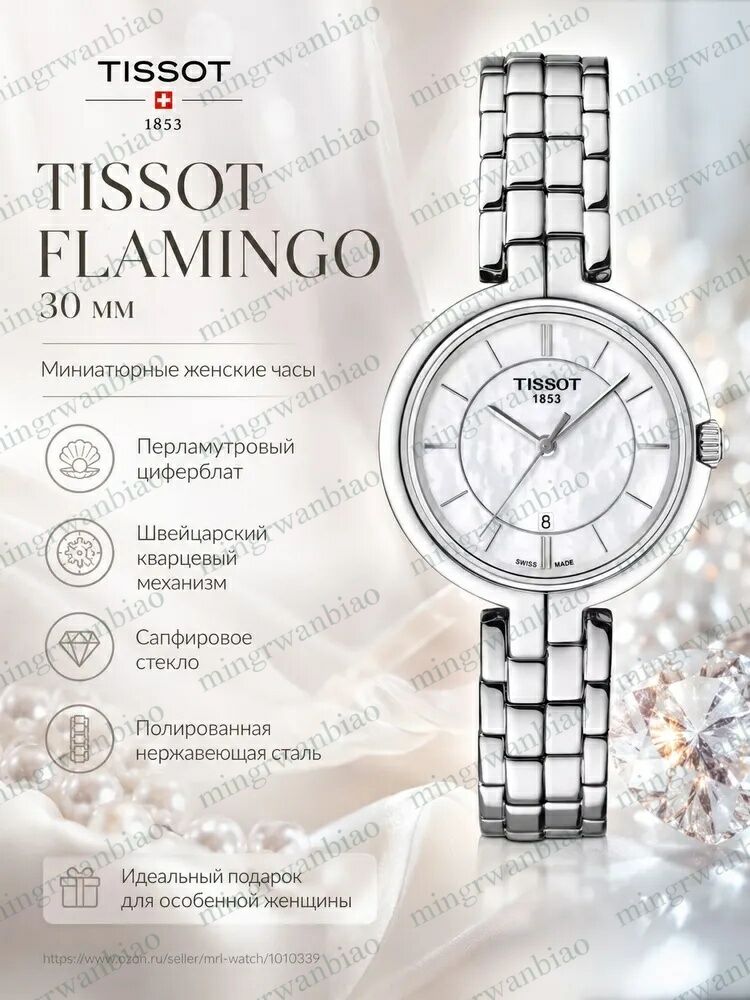 TISSOT
1853
TISSOT
FLAMINGO
30 мм
Миниатюрные женские часы
Перламутровый
циферблат
Швейцарский
кварцевый
механизм
Сапфировое
стекло
Полированная
нержавеющая сталь
Идеальный подарок
для особенной женщины
https://www.ozon.ru/seller/mrl-watch/1010339
TISSOT
1853
8
SWISS MADE
mingrwanbiao